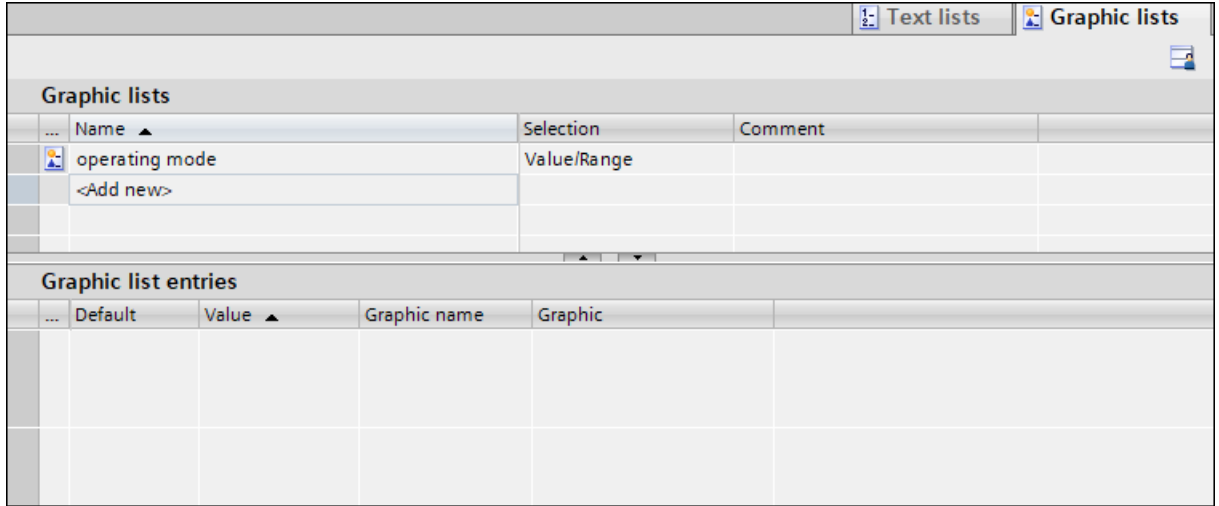 Text lists Graphic lists
Graphic lists
... Name Selection Comment
operating mode Value/Range
<Add new>
Graphic list entries
... Default Value Graphic name Graphic